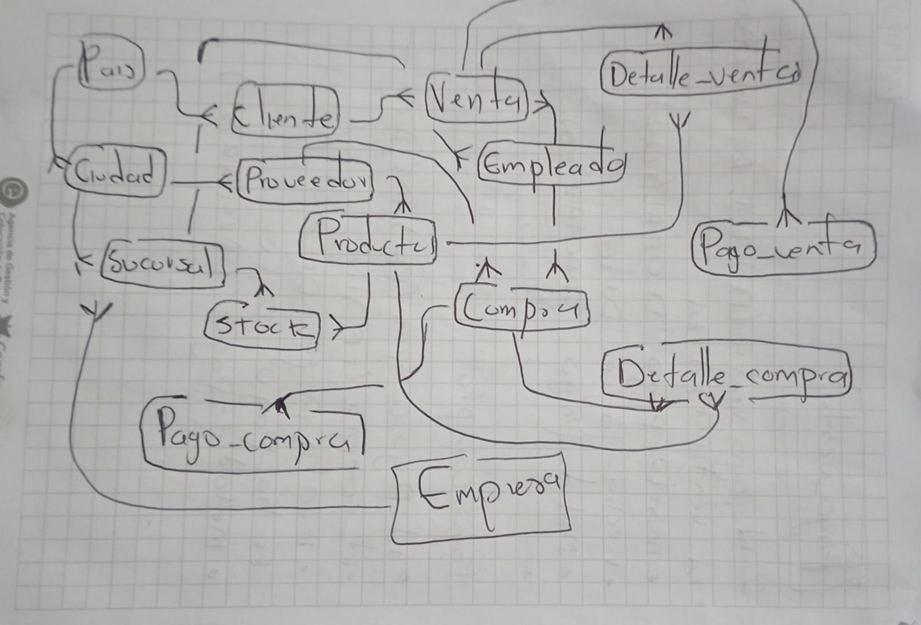 Pais
Detalle_venta
Cliente
Venta
Ciudad
Proveedor
Empleado
Producto
Pago_venta
Sucursal
Stock
Compra
Detalle_compra
Pago_compra
Empresa